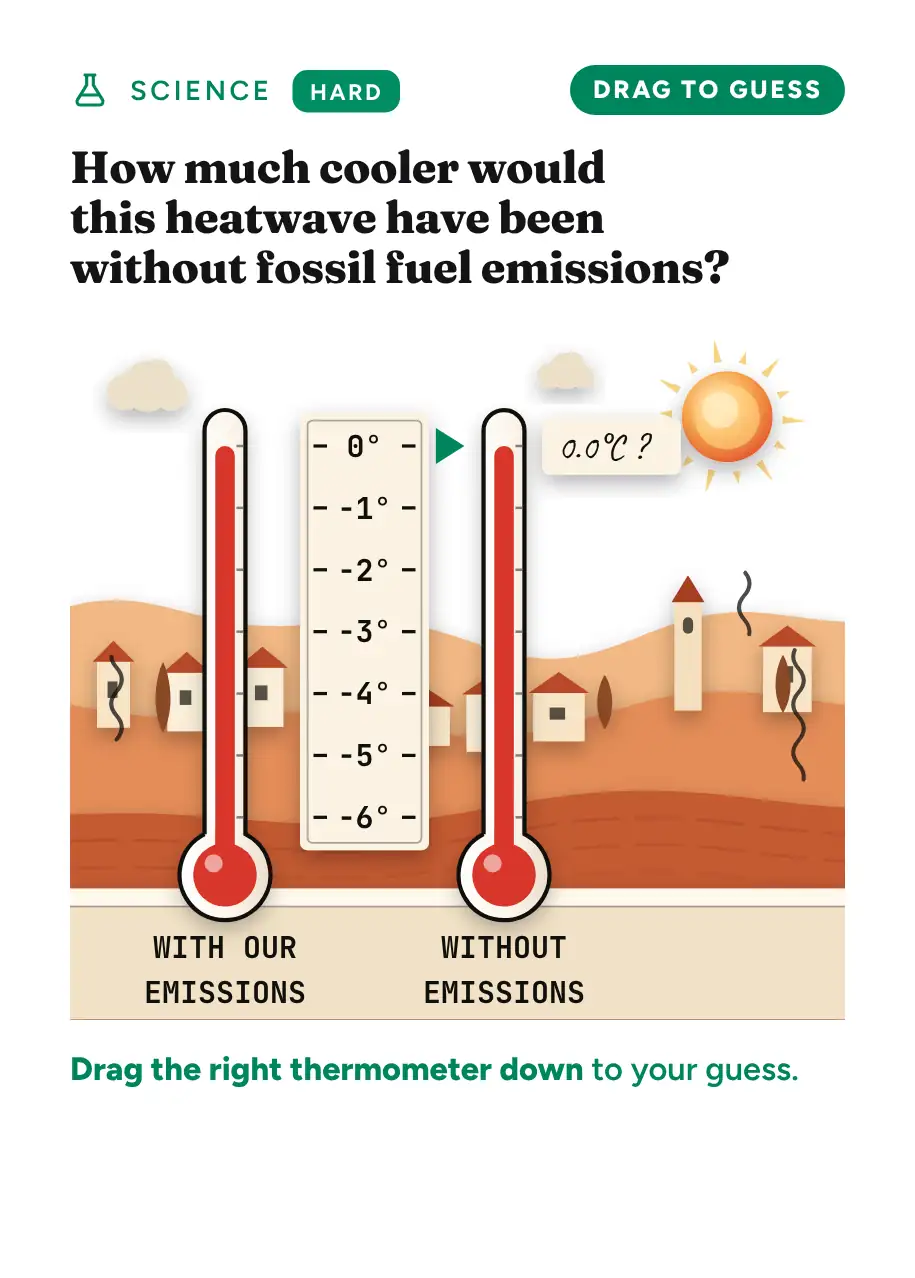 SCIENCE HARD DRAG TO GUESS
How much cooler would
this heatwave have been
without fossil fuel emissions?
0°
0.0°C ?
-1°
-2°
-3°
-4°
-5°
-6°
WITH OUR
EMISSIONS
WITHOUT
EMISSIONS
Drag the right thermometer down to your guess.